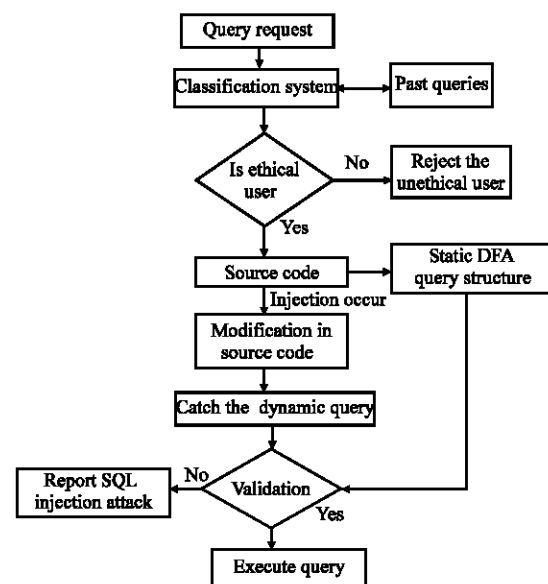 Query request
Classification system
Past queries
Is ethical
user
No
Reject the
unethical user
Yes
Source code
Static DFA
query structure
Injection occur
Modification in
source code
Catch the dynamic query
Report SQL
injection attack
No
Validation
Yes
Execute query